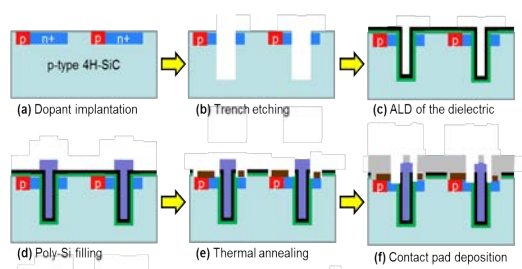 p n+ p n+
p-type 4H-SiC
(a) Dopant implantation
p p
(b) Trench etching
p p
(c) ALD of the dielectric
p p
(d) Poly-Si filling
p p
(e) Thermal annealing
p p
(f) Contact pad deposition